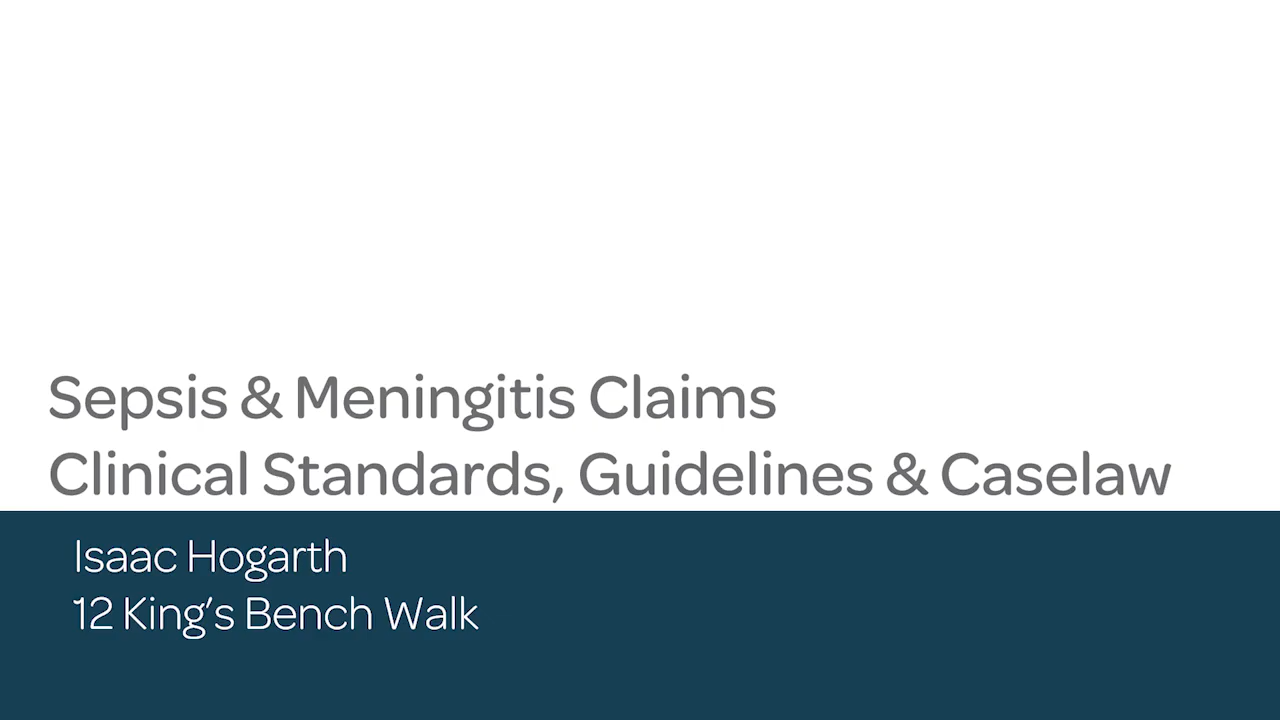 Sepsis & Meningitis Claims
Clinical Standards, Guidelines & Caselaw
Isaac Hogarth
12 King’s Bench Walk